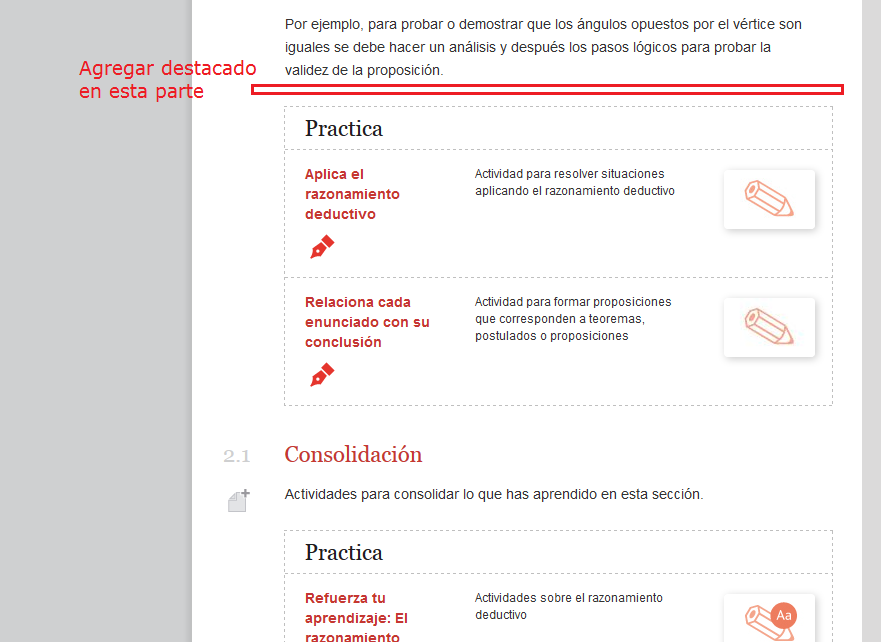 Por ejemplo, para probar o demostrar que los ángulos opuestos por el vértice son
iguales se debe hacer un análisis y después los pasos lógicos para probar la
validez de la proposición.
Agregar destacado
en esta parte
Practica
Aplica el
razonamiento
deductivo
Actividad para resolver situaciones
aplicando el razonamiento deductivo
Relaciona cada
enunciado con su
conclusión
Actividad para formar proposiciones
que corresponden a teoremas,
postulados o proposiciones
2.1 Consolidación
Actividades para consolidar lo que has aprendido en esta sección.
Practica
Refuerza tu
aprendizaje: El
razonamiento
Actividades sobre el razonamiento
deductivo
Aa